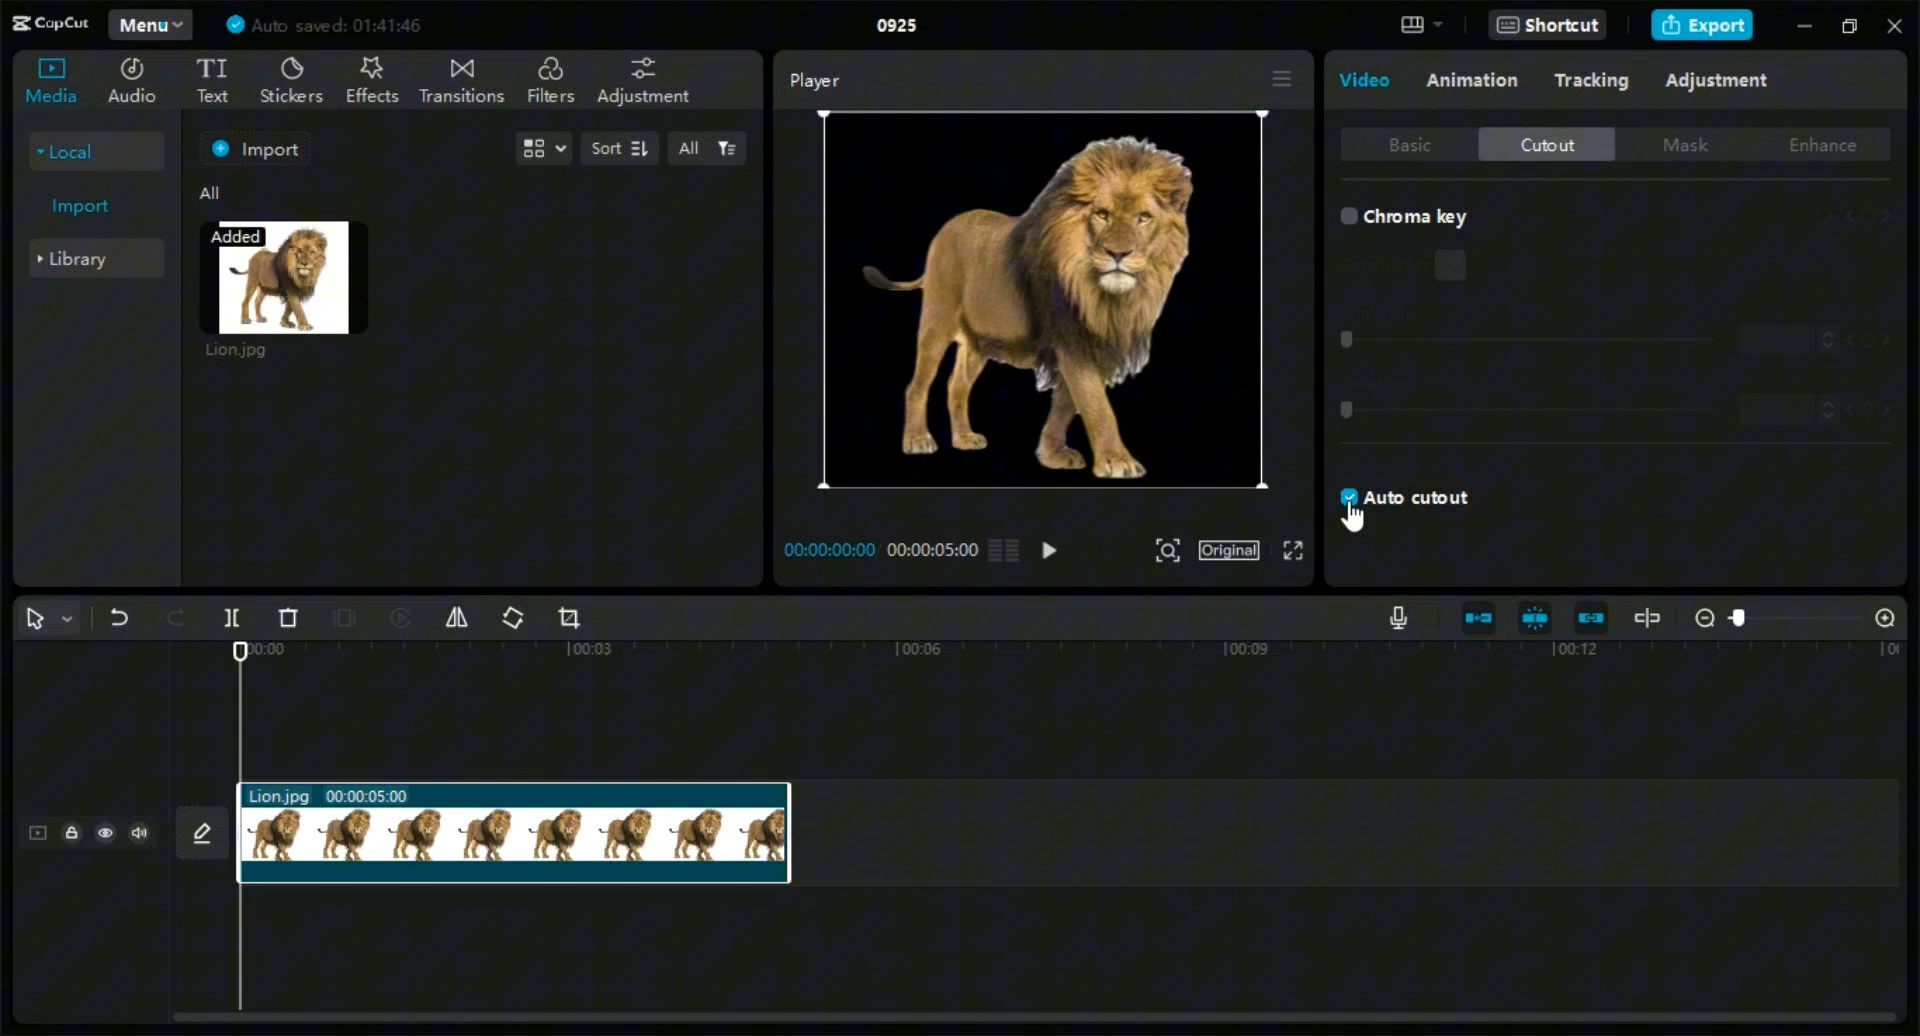 CapCut
Menu
Auto saved: 01:41:46
0925
Shortcut
Export
Media
Audio
TI
Text
Stickers
Effects
Transitions
Filters
Adjustment
Local
Import
Library
Import
Sort
All
All
Added
Lion.jpg
Player
00:00:00:00 00:00:05:00
Original
Video
Animation
Tracking
Adjustment
Basic
Cutout
Mask
Enhance
Chroma key
Auto cutout
00:00
00:03
00:06
00:09
00:12
Lion.jpg 00:00:05:00